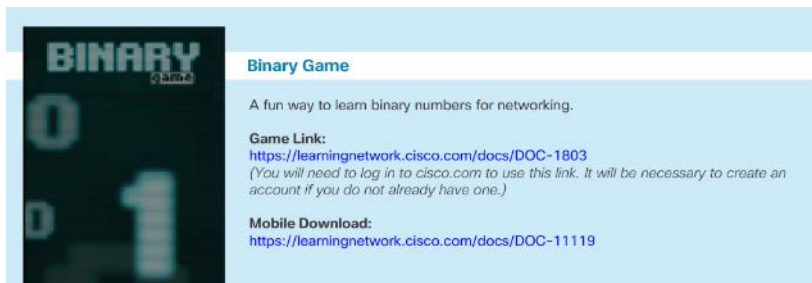 BINARY
game
0
0
1
Binary Game
A fun way to learn binary numbers for networking.
Game Link:
https://learningnetwork.cisco.com/docs/DOC-1803
(You will need to log in to cisco.com to use this link. It will be necessary to create an
account if you do not already have one.)
Mobile Download:
https://learningnetwork.cisco.com/docs/DOC-11119